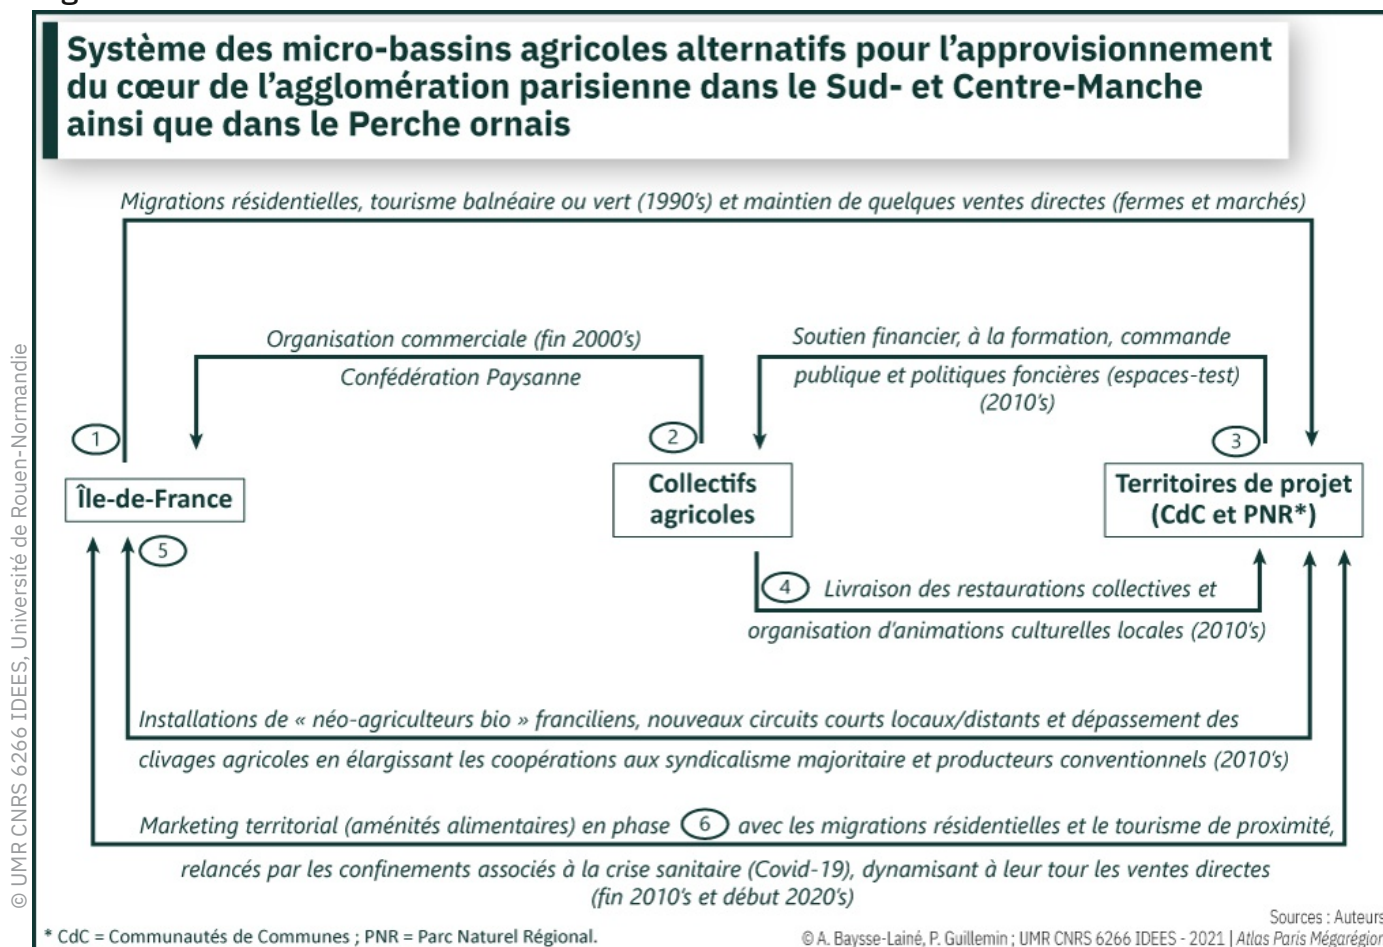 Système des micro-bassins agricoles alternatifs pour l’approvisionnement
du cœur de l’agglomération parisienne dans le Sud- et Centre-Manche
ainsi que dans le Perche ornais
Migrations résidentielles, tourisme balnéaire ou vert (1990's) et maintien de quelques ventes directes (fermes et marchés)
Organisation commerciale (fin 2000's)
Confédération Paysanne
Soutien financier, à la formation, commande
publique et politiques foncières (espaces-test)
(2010's)
1
2
3
Île-de-France
Collectifs
agricoles
Territoires de projet
(CdC et PNR*)
5
4
Livraison des restaurations collectives et
organisation d'animations culturelles locales (2010's)
Installations de « néo-agriculteurs bio » franciliens, nouveaux circuits courts locaux/distants et dépassement des
clivages agricoles en élargissant les coopérations aux syndicalisme majoritaire et producteurs conventionnels (2010's)
Marketing territorial (aménités alimentaires) en phase 6 avec les migrations résidentielles et le tourisme de proximité,
relancés par les confinements associés à la crise sanitaire (Covid-19), dynamisant à leur tour les ventes directes
(fin 2010's et début 2020's)
* CdC = Communautés de Communes ; PNR = Parc Naturel Régional.
Sources : Auteurs
© A. Baysse-Lainé, P. Guillemin ; UMR CNRS 6266 IDEES - 2021 | Atlas Paris Mégarégion
© UMR CNRS 6266 IDEES, Université de Rouen-Normandie